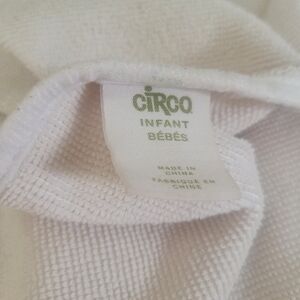 CIRCO
INFANT
BÉBÉS
MADE IN
CHINA
FABRIQUÉ EN
CHINE